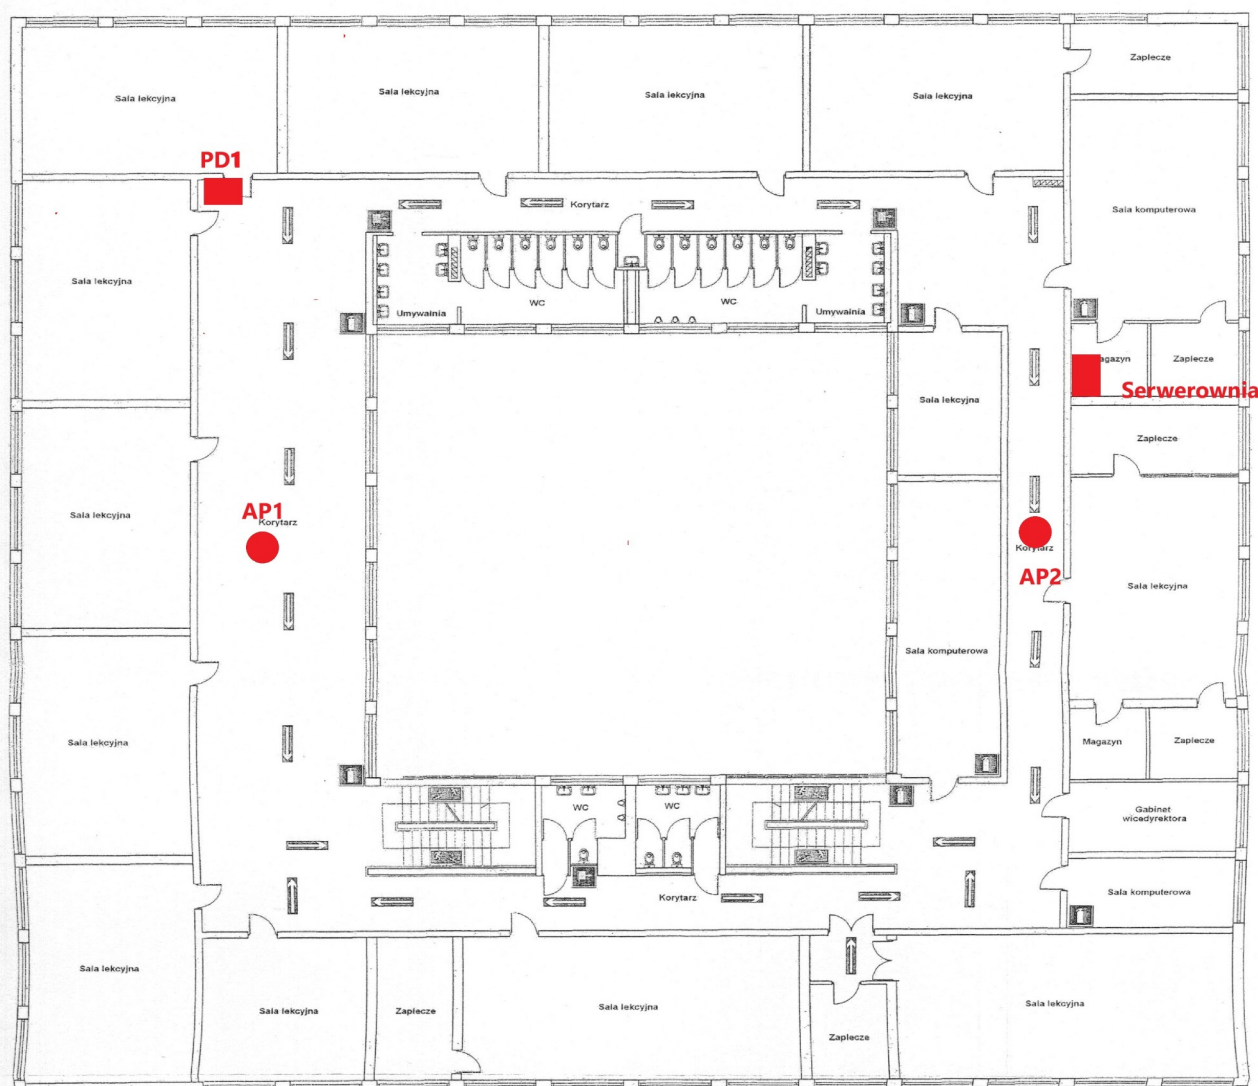 Zaplecze
Sala lekcyjna
Sala lekcyjna
Sala lekcyjna
Sala lekcyjna
PD1
Korytarz
Sala komputerowa
Sala lekcyjna
WC
WC
Umywalnia
Umywalnia
agazyn
Zaplecze
Serwerownia
Sala lekcyjna
Zaplecze
AP1
Korytarz
Sala lekcyjna
Korytarz
AP2
Sala lekcyjna
Sala komputerowa
Sala lekcyjna
Magazyn
Zaplecze
WC
WC
Gabinet
wicedyrektora
Sala komputerowa
Korytarz
Sala lekcyjna
Sala lekcyjna
Zaplecze
Sala lekcyjna
Sala lekcyjna
Zaplecze